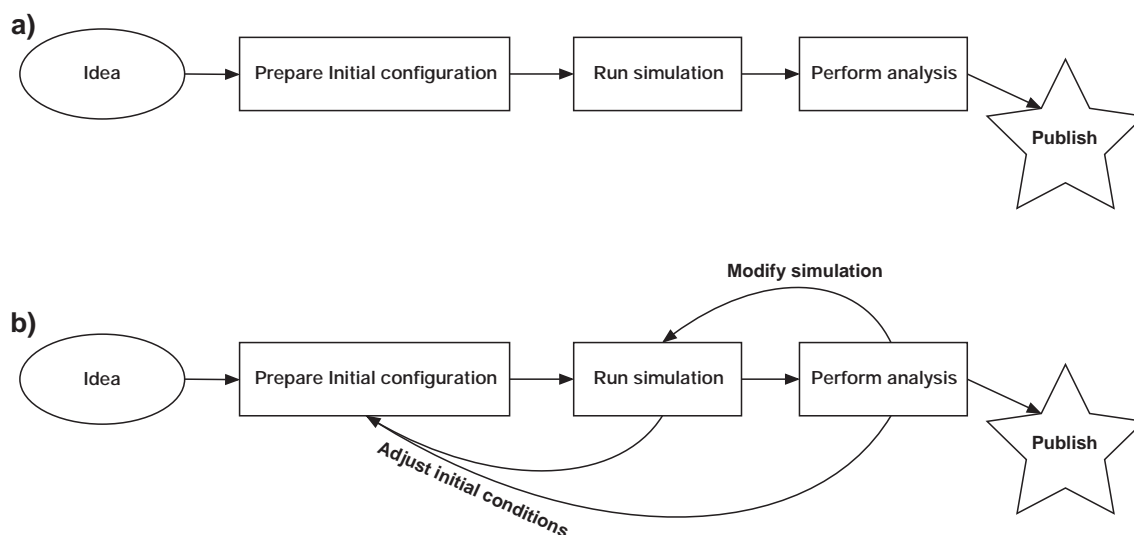 a)
Idea
Prepare Initial configuration
Run simulation
Perform analysis
Publish
Modify simulation
b)
Idea
Prepare Initial configuration
Run simulation
Perform analysis
Publish
Adjust initial conditions